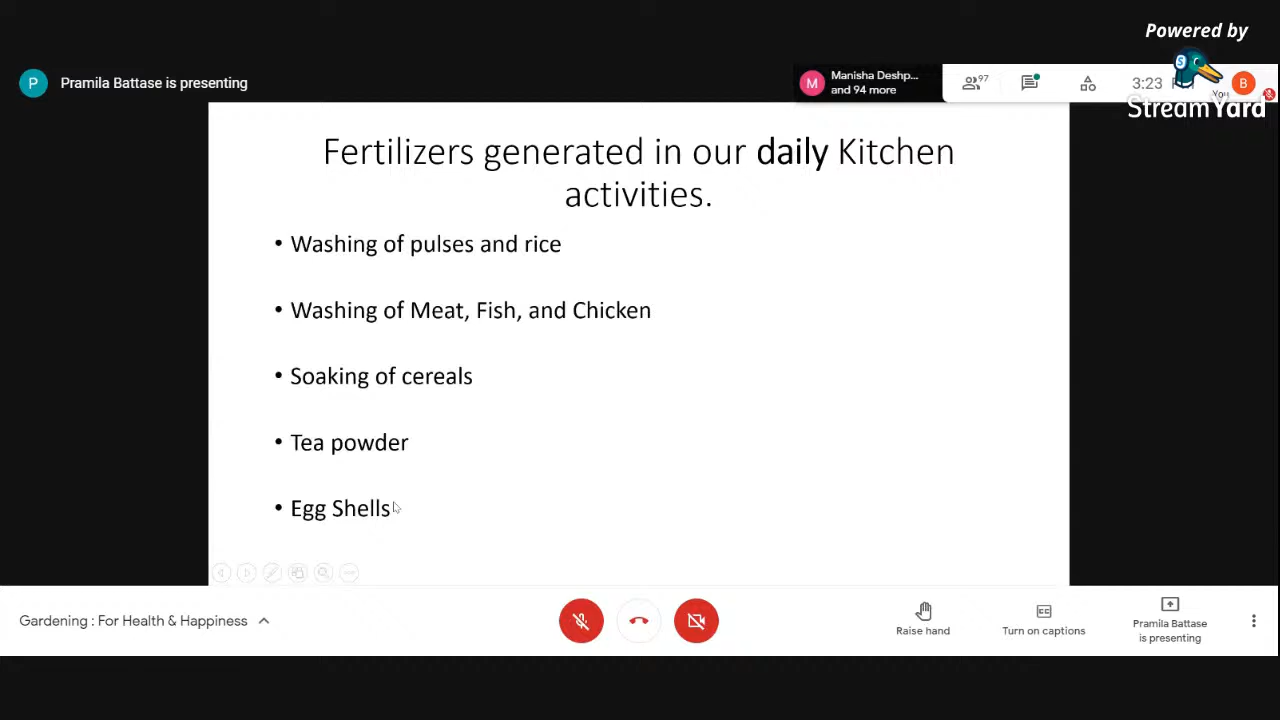 Powered by
StreamYard
P
Pramila Battase is presenting
M
Manisha Deshp...
and 94 more
97
3:23
You
B
Fertilizers generated in our daily Kitchen
activities.
• Washing of pulses and rice
• Washing of Meat, Fish, and Chicken
• Soaking of cereals
• Tea powder
• Egg Shells
Gardening : For Health & Happiness
Raise hand
Turn on captions
Pramila Battase
is presenting